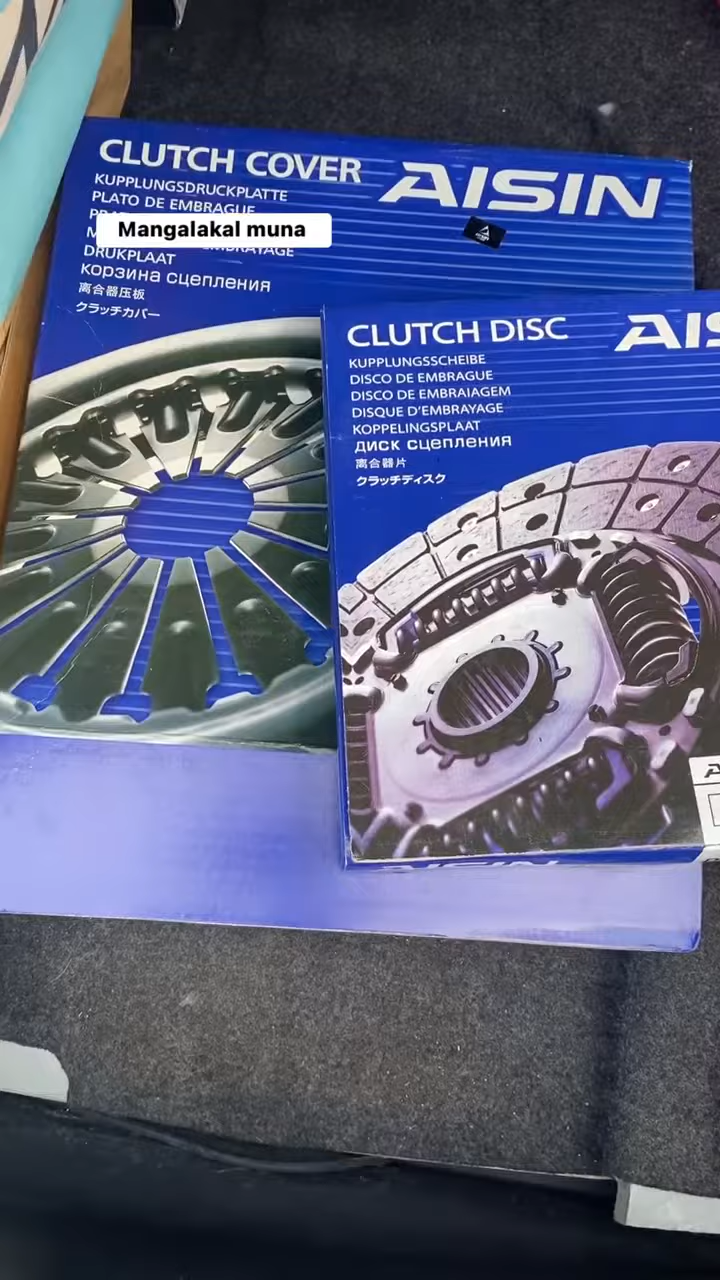 CLUTCH COVER
AISIN
KUPPLUNGSDRUCKPLATTE
PLATO DE EMBRAGUE
Mangalakal muna
EMBRAYAGE
DRUKPLAAT
корзина сцепления
离合器压板
クラッチカバー
CLUTCH DISC
AIS
KUPPLUNGSSCHEIBE
DISCO DE EMBRAGUE
DISCO DE EMBRAIAGEM
DISQUE D'EMBRAYAGE
KOPPELINGSPLAAT
диск сцепления
离合器片
クラッチディスク
AISIN